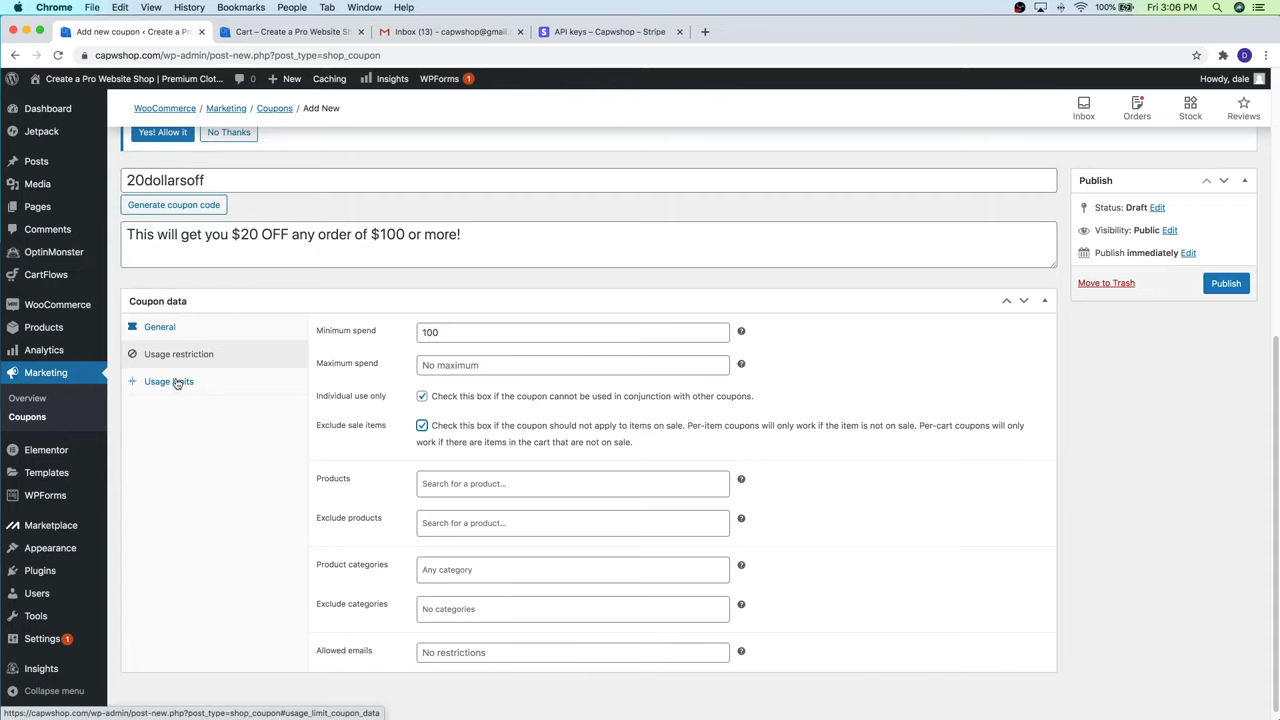 Chrome File Edit View History Bookmarks People Tab Window Help 100% Fri 3:06 PM
Add new coupon ‹ Create a Pr Cart – Create a Pro Website Sh Inbox (13) - capwshop@gmail.c API keys – Capwshop – Stripe
capwshop.com/wp-admin/post-new.php?post_type=shop_coupon D
Create a Pro Website Shop | Premium Clot... 0 + New Caching Insights WPForms 1 Howdy, dale
WooCommerce / Marketing / Coupons / Add New
Inbox Orders Stock Reviews
Yes! Allow it No Thanks
Dashboard
Jetpack
Posts
Media
Pages
Comments
OptinMonster
CartFlows
WooCommerce
Products
Analytics
Marketing
Overview
Coupons
Elementor
Templates
WPForms
Marketplace
Appearance
Plugins
Users
Tools
Settings 1
Insights
Collapse menu
20dollarsoff
Generate coupon code
This will get you $20 OFF any order of $100 or more!
Coupon data
General
Usage restriction
Usage limits
Minimum spend 100
Maximum spend No maximum
Individual use only Check this box if the coupon cannot be used in conjunction with other coupons.
Exclude sale items Check this box if the coupon should not apply to items on sale. Per-item coupons will only work if the item is not on sale. Per-cart coupons will only
work if there are items in the cart that are not on sale.
Products Search for a product...
Exclude products Search for a product...
Product categories Any category
Exclude categories No categories
Allowed emails No restrictions
Publish
Status: Draft Edit
Visibility: Public Edit
Publish immediately Edit
Move to Trash Publish
https://capwshop.com/wp-admin/post-new.php?post_type=shop_coupon#usage_limit_coupon_data